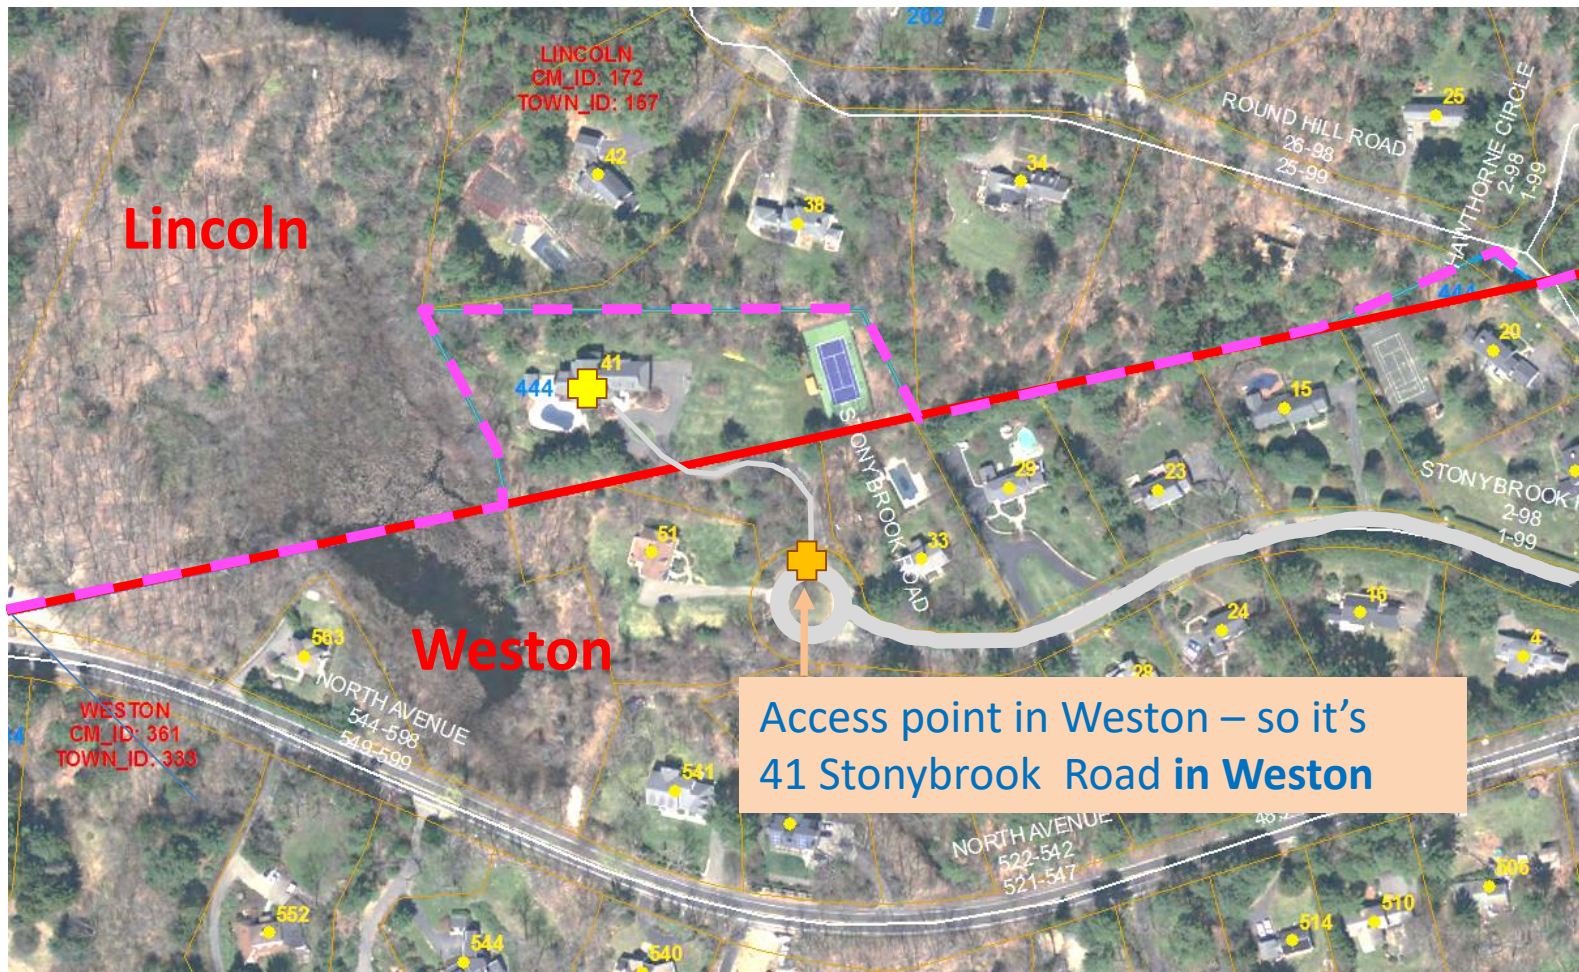 262
LINCOLN
CM_ID: 172
TOWN_ID: 157
25
ROUND HILL ROAD
26-98
25-99
HAWTHORNE CIRCLE
2-98
1-99
42
34
38
Lincoln
444
20
41
444
15
STONYBROOK ROAD
29
23
STONYBROOK
2-98
1-99
51
33
16
24
4
563
Weston
28
NORTH AVENUE
544-598
549-599
WESTON
CM_ID: 361
TOWN_ID: 333
Access point in Weston – so it’s
41 Stonybrook Road in Weston
541
NORTH AVENUE
522-542
521-547
506
552
514
510
544
540